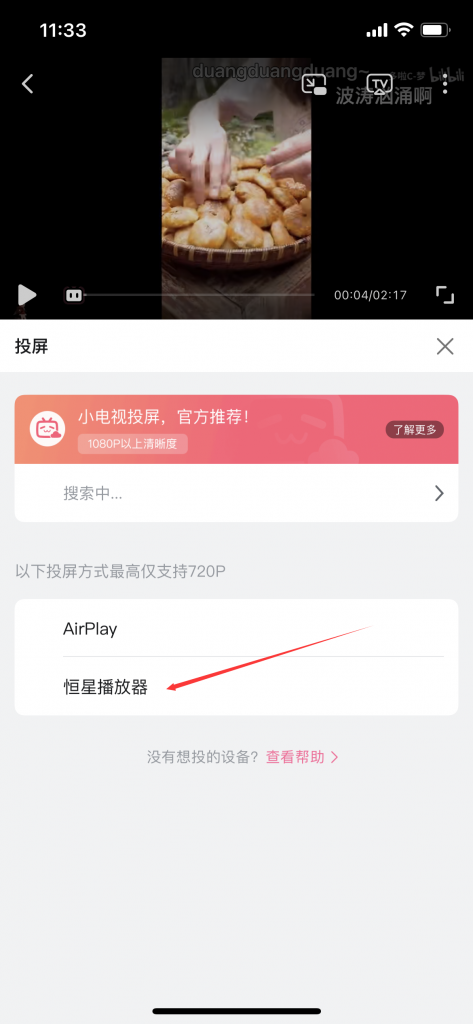 11:33
duangduangduang~
TV
波涛汹涌啊
bilibili
00:04/02:17
投屏
小电视投屏，官方推荐！
1080P以上清晰度
了解更多
搜索中...
以下投屏方式最高仅支持720P
AirPlay
恒星播放器
没有想投的设备？查看帮助